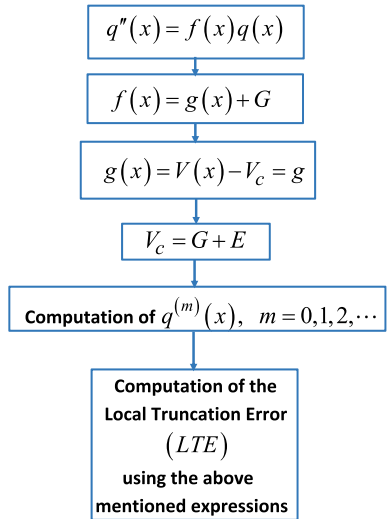 q″(x) = f(x)q(x)
f(x) = g(x) + G
g(x) = V(x) − V_c = g
V_c = G + E
Computation of q^(m)(x), m = 0,1,2,⋯
Computation of the
Local Truncation Error
(LTE)
using the above
mentioned expressions